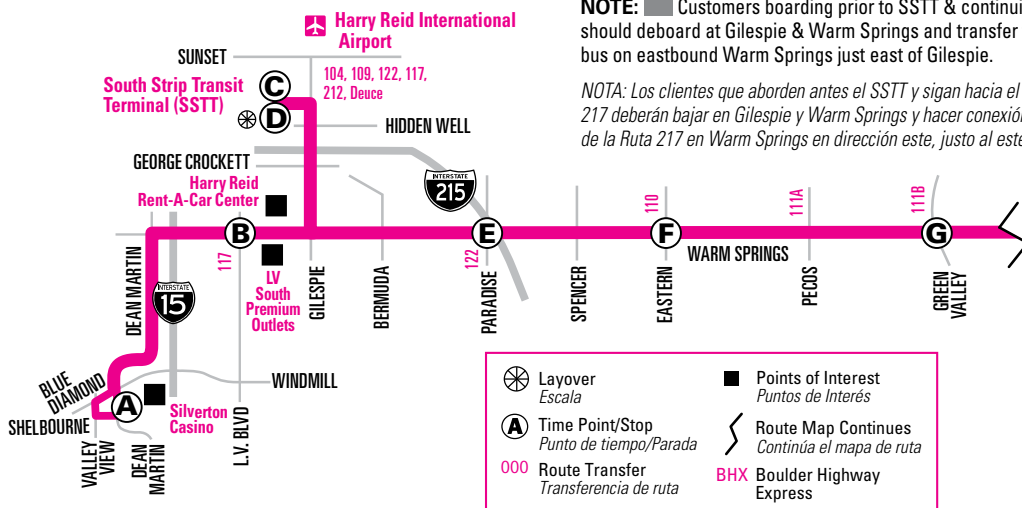 NOTE: Customers boarding prior to SSTT & continui
should deboard at Gilespie & Warm Springs and transfer
bus on eastbound Warm Springs just east of Gilespie.
NOTA: Los clientes que aborden antes del SSTT y sigan hacia el
217 deberán bajar en Gilespie y Warm Springs y hacer conexión
de la Ruta 217 en Warm Springs en dirección este, justo al este
Harry Reid International
Airport
SUNSET
104, 109, 122, 117,
212, Deuce
South Strip Transit
Terminal (SSTT)
C
D
HIDDEN WELL
GEORGE CROCKETT
INTERSTATE
215
Harry Reid
Rent-A-Car Center
B
117
E
122
F
110
WARM SPRINGS
111A
111B
G
DEAN MARTIN
INTERSTATE
15
LV
South
Premium
Outlets
GILESPIE
BERMUDA
PARADISE
SPENCER
EASTERN
PECOS
GREEN
VALLEY
BLUE
DIAMOND
WINDMILL
A
Silverton
Casino
SHELBOURNE
VALLEY
VIEW
DEAN
MARTIN
L.V. BLVD
Layover
Escala
A Time Point/Stop
Punto de tiempo/Parada
000 Route Transfer
Transferencia de ruta
Points of Interest
Puntos de Interés
Route Map Continues
Continúa el mapa de ruta
BHX Boulder Highway
Express